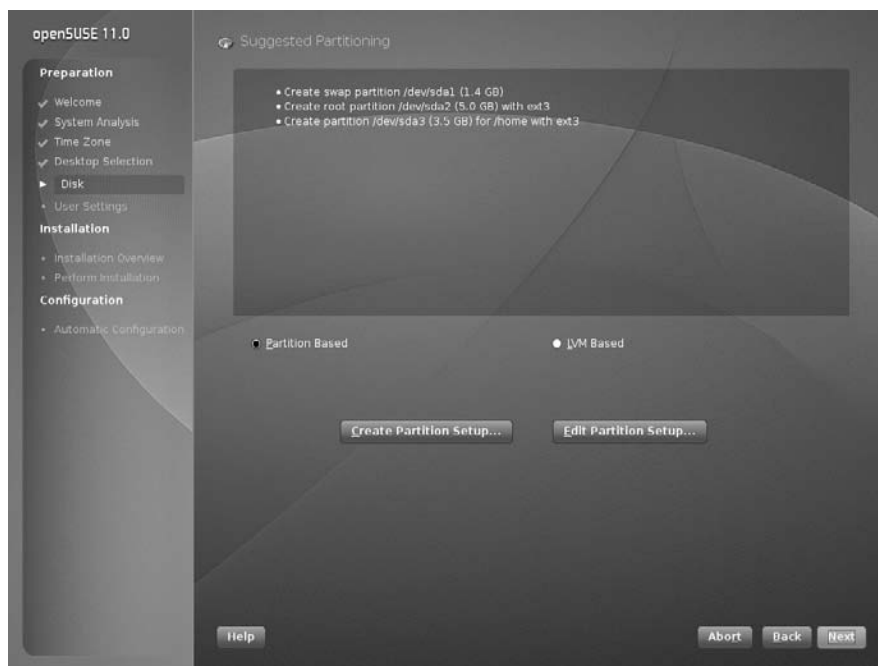 openSUSE 11.0
Preparation
Welcome
System Analysis
Time Zone
Desktop Selection
Disk
User Settings
Installation
Installation Overview
Perform Installation
Configuration
Automatic Configuration
Suggested Partitioning
• Create swap partition /dev/sda1 (1.4 GB)
• Create root partition /dev/sda2 (5.0 GB) with ext3
• Create partition /dev/sda3 (3.5 GB) for /home with ext3
Partition Based
LVM Based
Create Partition Setup...
Edit Partition Setup...
Help
Abort
Back
Next